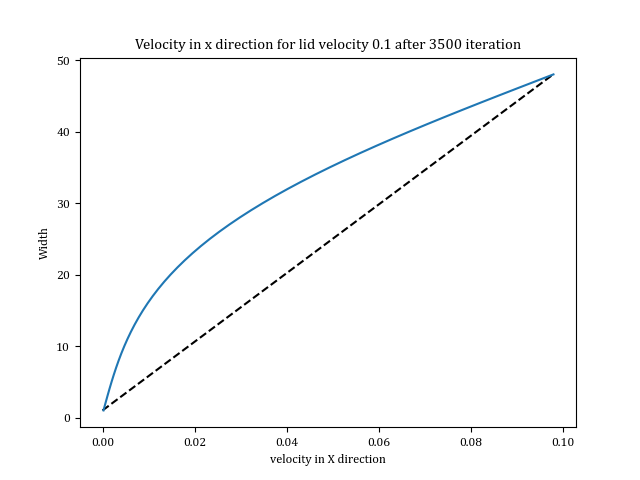 Velocity in x direction for lid velocity 0.1 after 3500 iteration
50
40
30
20
10
0
Width
0.00 0.02 0.04 0.06 0.08 0.10
velocity in X direction